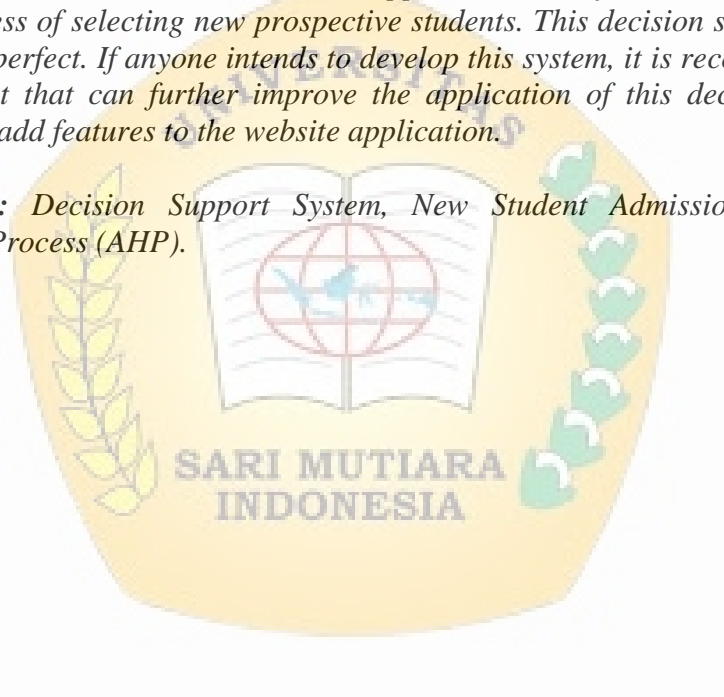 ess of selecting new prospective students. This decision s
perfect. If anyone intends to develop this system, it is rec
t that can further improve the application of this dec
add features to the website application.
: Decision Support System, New Student Admissio
Process (AHP).
UNIVERSITAS
SARI MUTIARA
INDONESIA